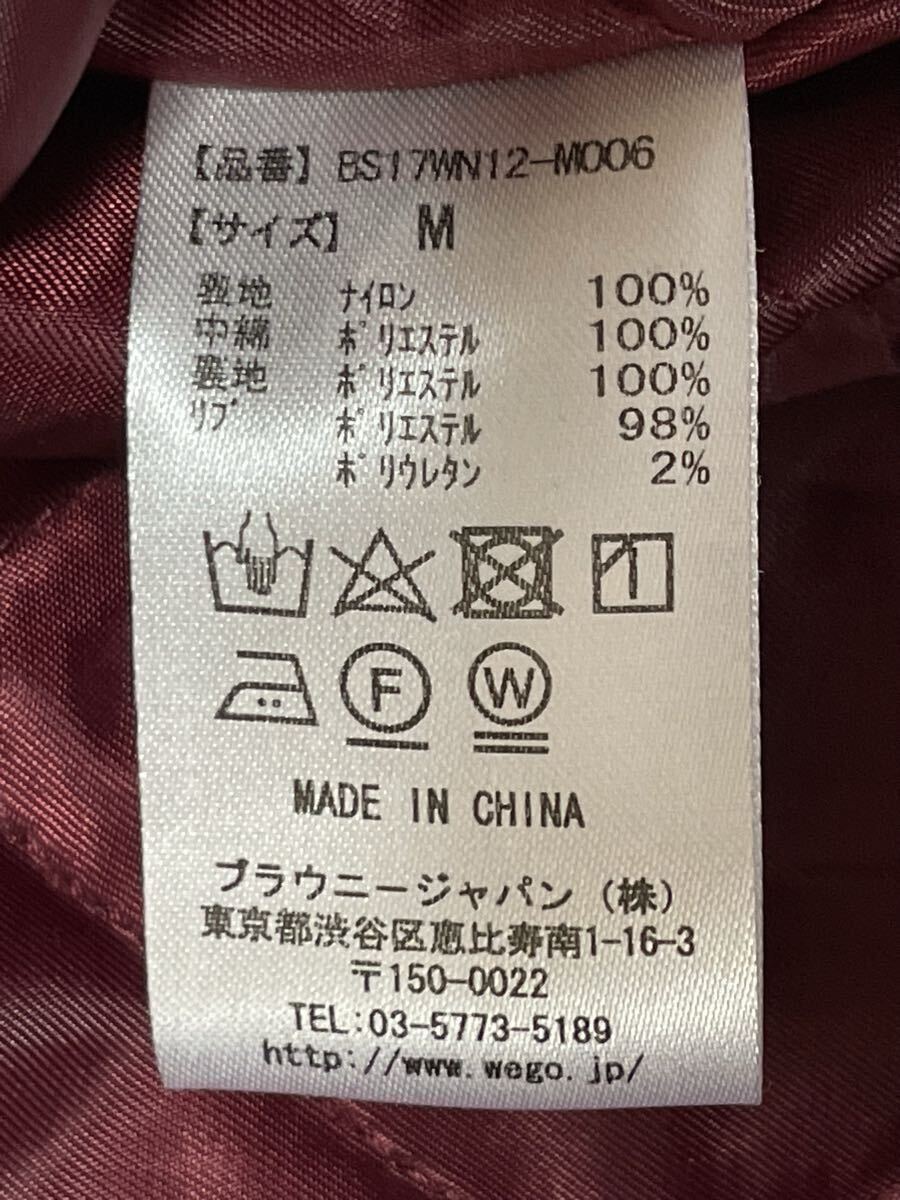 【品番】 BS17WN12-M006
【サイズ】 M
表地 ナイロン 100%
中綿 ポリエステル 100%
裏地 ポリエステル 100%
リブ ポリエステル 98%
ポリウレタン 2%
F W
MADE IN CHINA
ブラウニージャパン (株)
東京都渋谷区恵比寿南1-16-3
〒150-0022
TEL:03-5773-5189
http://www.wego.jp/